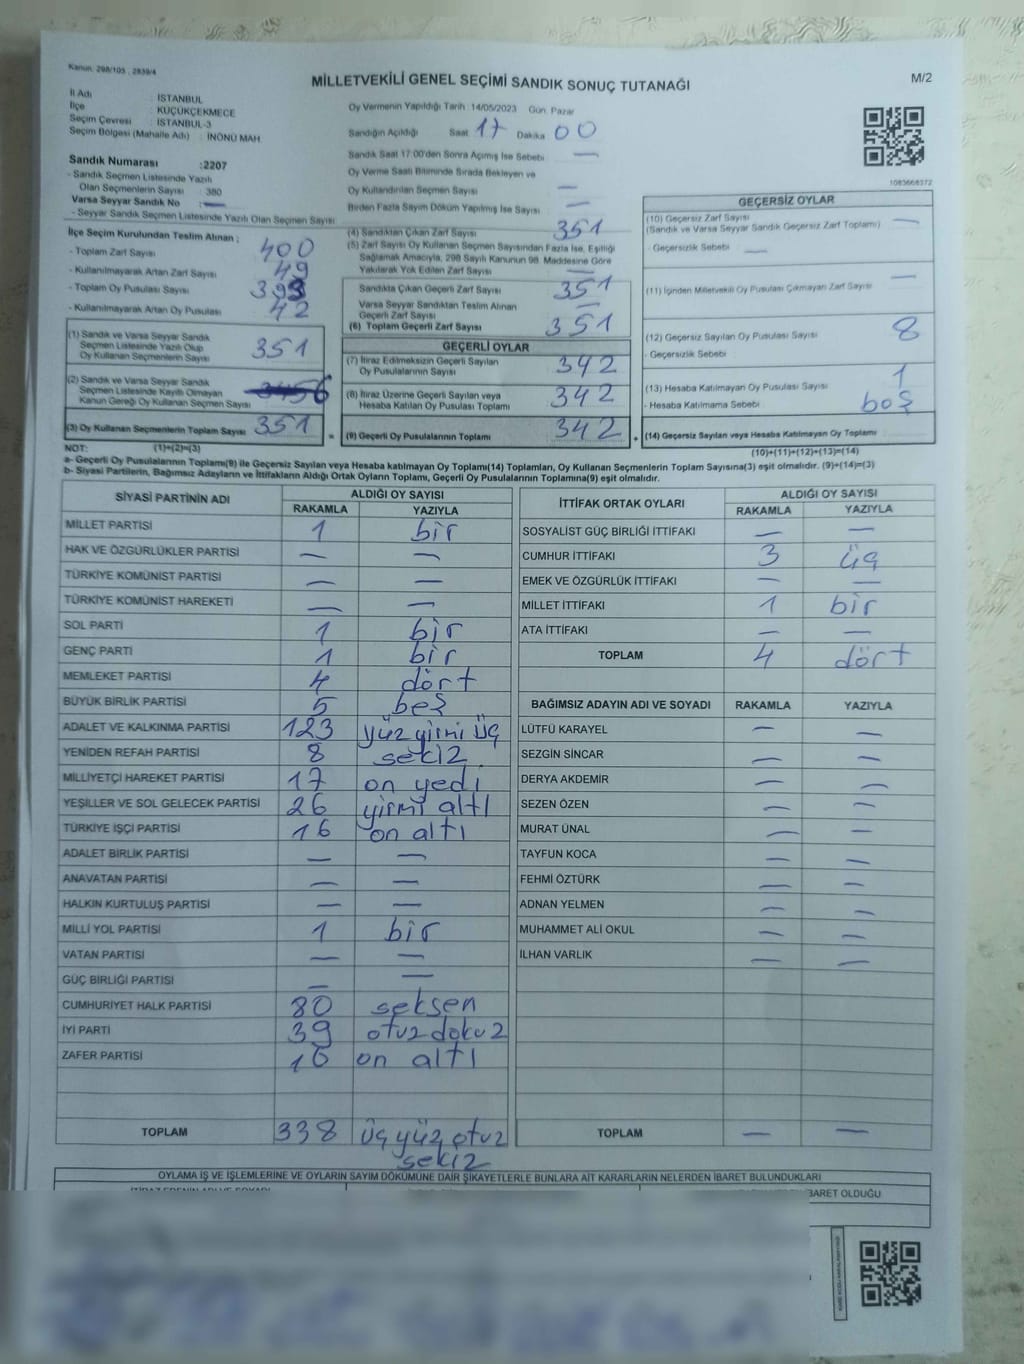 Kanun: 298/105 , 2839/4
MİLLETVEKİLİ GENEL SEÇİMİ SANDIK SONUÇ TUTANAĞI
M/2
İl Adı : İSTANBUL
İlçe : KÜÇÜKÇEKMECE
Seçim Çevresi : İSTANBUL-3
Seçim Bölgesi (Mahalle Adı) : İNÖNÜ MAH
Sandık Numarası :2207
- Sandık Seçmen Listesinde Yazılı
Olan Seçmenlerin Sayısı : 380
Varsa Seyyar Sandık No : —
- Seyyar Sandık Seçmen Listesinde Yazılı Olan Seçmen Sayısı
İlçe Seçim Kurulundan Teslim Alınan :
- Toplam Zarf Sayısı 400
- Kullanılmayarak Artan Zarf Sayısı 49
- Toplam Oy Pusulası Sayısı 393
- Kullanılmayarak Artan Oy Pusulası 42
(1) Sandık ve Varsa Seyyar Sandık
Seçmen Listesinde Yazılı Olup
Oy Kullanan Seçmenlerin Sayısı 351
(2) Sandık ve Varsa Seyyar Sandık
Seçmen Listesinde Kayıtlı Olmayan
Kanun Gereği Oy Kullanan Seçmen Sayısı
(3) Oy Kullanan Seçmenlerin Toplam Sayısı 351
Oy Vermenin Yapıldığı Tarih 14/05/2023 Gün. Pazar
Sandığın Açıldığı Saat 17 Dakika 00
Sandık Saat 17:00'den Sonra Açımış İse Sebebi —
Oy Verme Saati Bitiminde Sırada Bekleyen ve
Oy Kullandırılan Seçmen Sayısı —
Birden Fazla Sayım Döküm Yapılmış İse Sayısı —
(4) Sandıktan Çıkan Zarf Sayısı 351
(5) Zarf Sayısı Oy Kullanan Seçmen Sayısından Fazla İse, Eşitliği
Sağlamak Amacıyla, 298 Sayılı Kanunun 98. Maddesine Göre
Yakılarak Yok Edilen Zarf Sayısı —
Sandıkta Çıkan Geçerli Zarf Sayısı 351
Varsa Seyyar Sandıktan Teslim Alınan
Geçerli Zarf Sayısı —
(6) Toplam Geçerli Zarf Sayısı 351
GEÇERLİ OYLAR
(7) İtiraz Edilmeksizin Geçerli Sayılan
Oy Pusulalarının Sayısı 342
(8) İtiraz Üzerine Geçerli Sayılan veya
Hesaba Katılan Oy Pusulası Toplamı 342
= (9) Geçerli Oy Pusulalarının Toplamı 342 +
1083668372
GEÇERSİZ OYLAR
(10) Geçersiz Zarf Sayısı —
(Sandık ve Varsa Seyyar Sandık Geçersiz Zarf Toplamı)
- Geçersizlik Sebebi —
(11) İçinden Milletvekili Oy Pusulası Çıkmayan Zarf Sayısı —
(12) Geçersiz Sayılan Oy Pusulası Sayısı 8
- Geçersizlik Sebebi
(13) Hesaba Katılmayan Oy Pusulası Sayısı 1
- Hesaba Katılmama Sebebi boş
(14) Geçersiz Sayılan veya Hesaba Katılmayan Oy Toplamı
NOT: (1)+(2)=(3) (10)+(11)+(12)+(13)=(14)
a- Geçerli Oy Pusulalarının Toplamı(9) ile Geçersiz Sayılan veya Hesaba katılmayan Oy Toplamı(14) Toplamları, Oy Kullanan Seçmenlerin Toplam Sayısına(3) eşit olmalıdır. (9)+(14)=(3)
b- Siyasi Partilerin, Bağımsız Adayların ve İttifakların Aldığı Ortak Oyların Toplamı, Geçerli Oy Pusulalarının Toplamına(9) eşit olmalıdır.
SİYASİ PARTİNİN ADI ALDIĞI OY SAYISI
RAKAMLA YAZIYLA
MİLLET PARTİSİ 1 bir
HAK VE ÖZGÜRLÜKLER PARTİSİ — —
TÜRKİYE KOMÜNİST PARTİSİ — —
TÜRKİYE KOMÜNİST HAREKETİ — —
SOL PARTİ 1 bir
GENÇ PARTİ 1 bir
MEMLEKET PARTİSİ 4 dört
BÜYÜK BİRLİK PARTİSİ 5 beş
ADALET VE KALKINMA PARTİSİ 123 yüz yirmi üç
YENİDEN REFAH PARTİSİ 8 sekiz
MİLLİYETÇİ HAREKET PARTİSİ 17 on yedi
YEŞİLLER VE SOL GELECEK PARTİSİ 26 yirmi altı
TÜRKİYE İŞÇİ PARTİSİ 16 on altı
ADALET BİRLİK PARTİSİ — —
ANAVATAN PARTİSİ — —
HALKIN KURTULUŞ PARTİSİ — —
MİLLİ YOL PARTİSİ 1 bir
VATAN PARTİSİ — —
GÜÇ BİRLİĞİ PARTİSİ — —
CUMHURİYET HALK PARTİSİ 80 seksen
İYİ PARTİ 39 otuz dokuz
ZAFER PARTİSİ 16 on altı
TOPLAM 338 üç yüz otuz
sekiz
İTTİFAK ORTAK OYLARI ALDIĞI OY SAYISI
RAKAMLA YAZIYLA
SOSYALİST GÜÇ BİRLİĞİ İTTİFAKI — —
CUMHUR İTTİFAKI 3 üç
EMEK VE ÖZGÜRLÜK İTTİFAKI — —
MİLLET İTTİFAKI 1 bir
ATA İTTİFAKI — —
TOPLAM 4 dört
BAĞIMSIZ ADAYIN ADI VE SOYADI RAKAMLA YAZIYLA
LÜTFÜ KARAYEL — —
SEZGİN SİNCAR — —
DERYA AKDEMİR — —
SEZEN ÖZEN — —
MURAT ÜNAL — —
TAYFUN KOCA — —
FEHMİ ÖZTÜRK — —
ADNAN YELMEN — —
MUHAMMET ALİ OKUL — —
İLHAN VARLIK — —
TOPLAM — —
OYLAMA İŞ VE İŞLEMLERİNE VE OYLARIN SAYIM DÖKÜMÜNE DAİR ŞİKAYETLERLE BUNLARA AİT KARARLARIN NELERDEN İBARET BULUNDUKLARI
BARET OLDUĞU